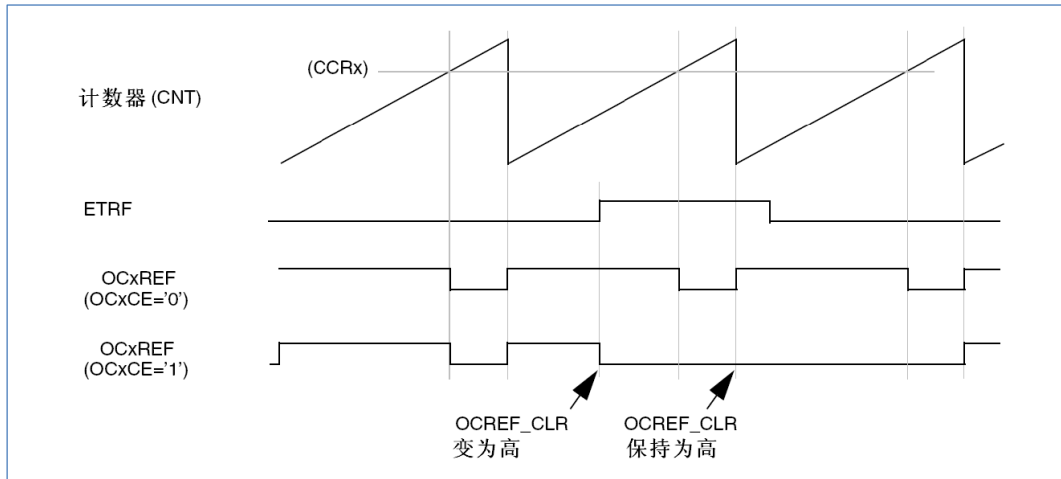 (CCRx)
计数器 (CNT)
ETRF
OCxREF
(OCxCE='0')
OCxREF
(OCxCE='1')
OCREF_CLR
变为高
OCREF_CLR
保持为高